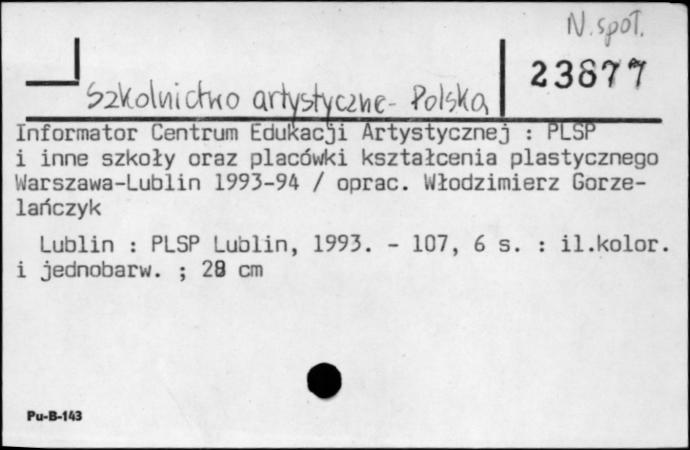 N. społ.
23877
Szkolnictwo artystyczne - Polska
Informator Centrum Edukacji Artystycznej : PLSP
i inne szkoły oraz placówki kształcenia plastycznego
Warszawa-Lublin 1993-94 / oprac. Włodzimierz Gorze-
lańczyk
Lublin : PLSP Lublin, 1993. - 107, 6 s. : il.kolor.
i jednobarw. ; 28 cm
Pu-B-143